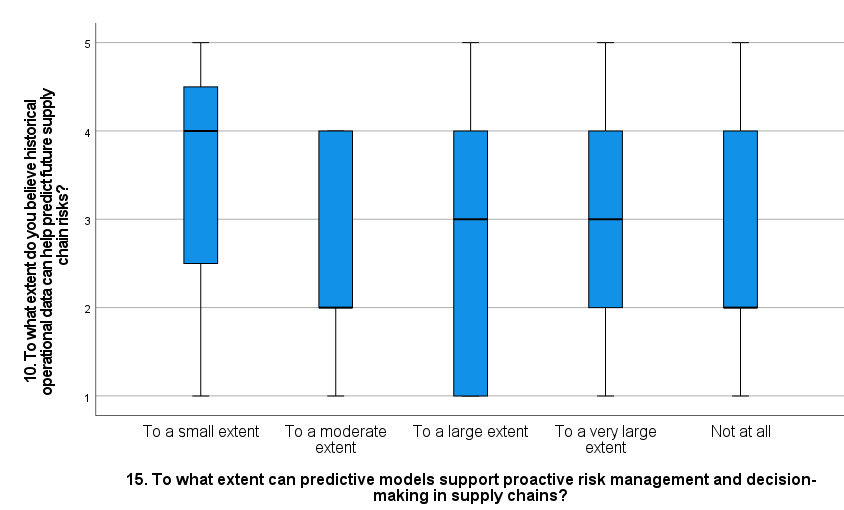 10. To what extent do you believe historical
operational data can help predict future supply
chain risks?
5
4
3
2
1
To a small extent
To a moderate
extent
To a large extent
To a very large
extent
Not at all
15. To what extent can predictive models support proactive risk management and decision-
making in supply chains?